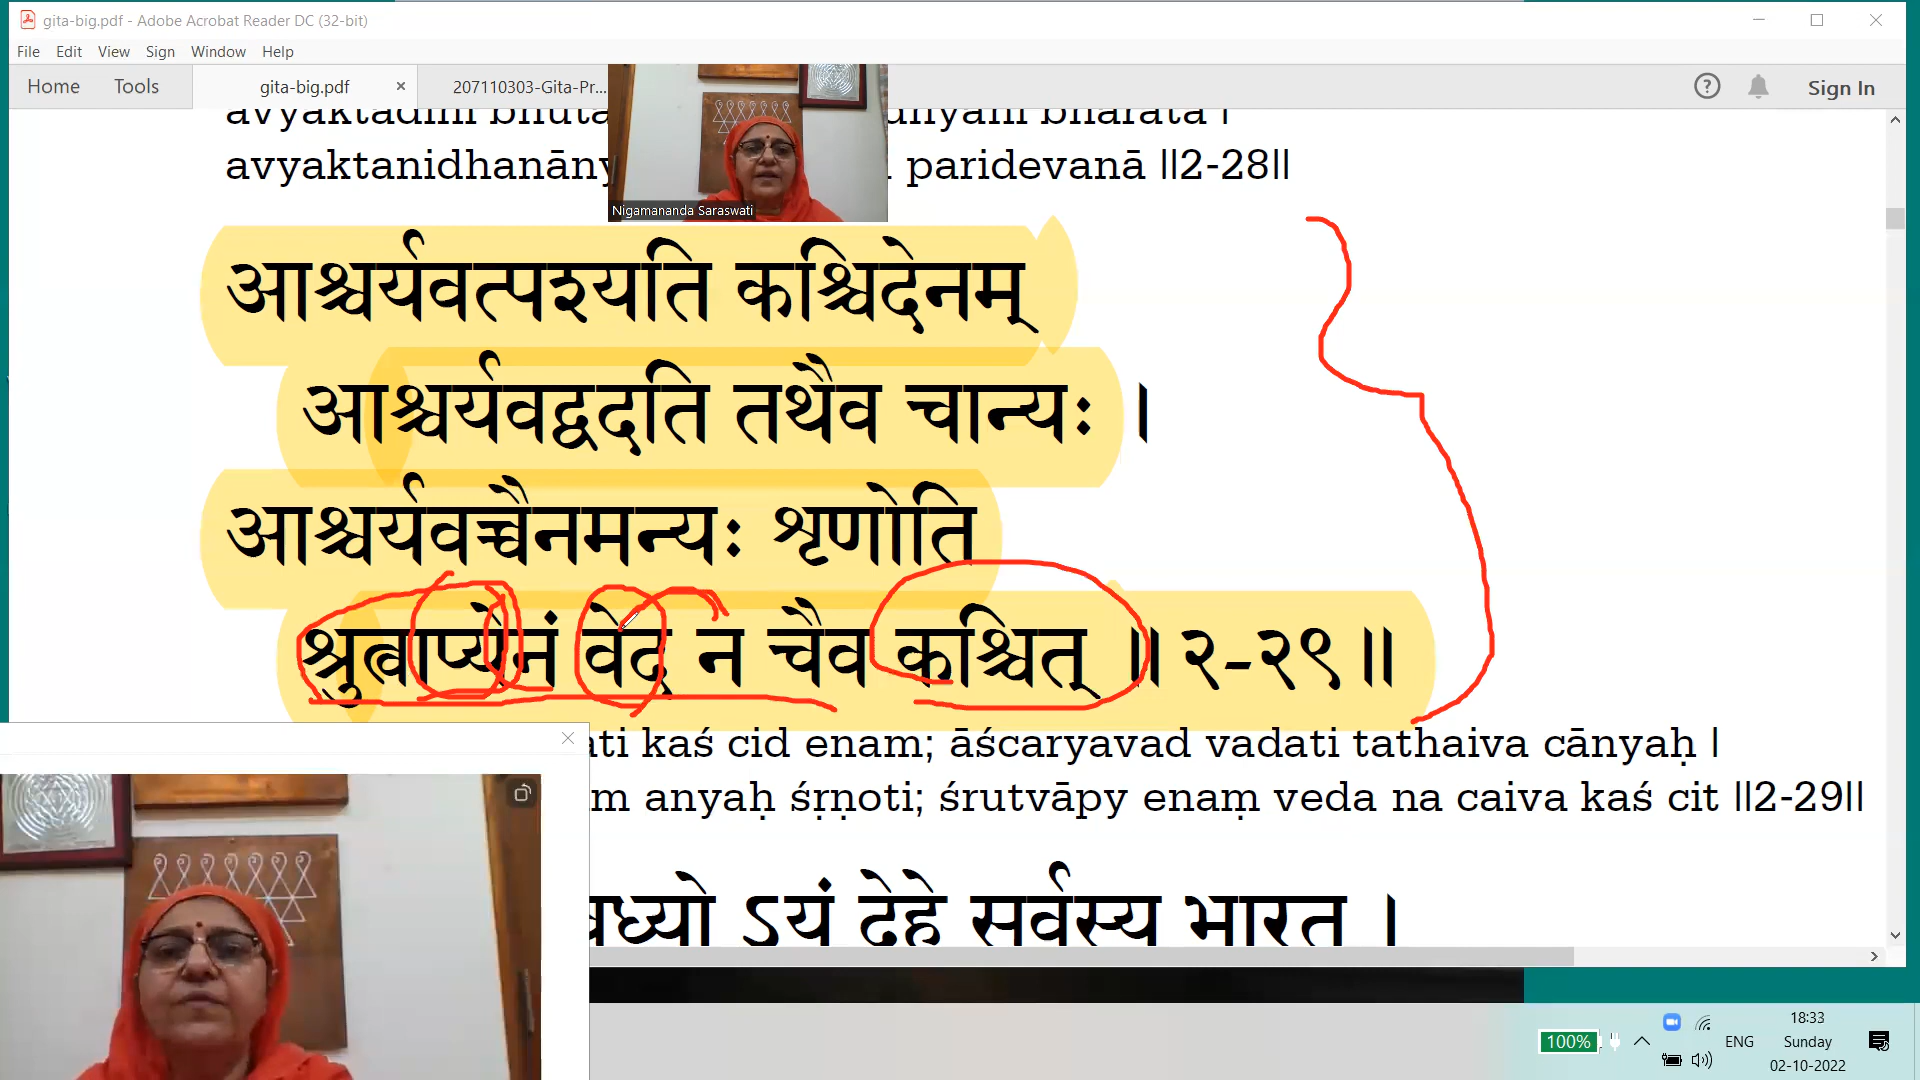 gita-big.pdf - Adobe Acrobat Reader DC (32-bit)
File Edit View Sign Window Help
Home Tools gita-big.pdf × 207110303-Gita-Pr... Sign In
bharata |
paridevanā ||2-28||
Nigamananda Saraswati
आश्चर्यवत्पश्यति कश्चिदेनम्
आश्चर्यवद्वदति तथैव चान्यः ।
आश्चर्यवच्चैनमन्यः शृणोति
श्रुत्वाप्येनं वेद न चैव कश्चित् ॥ २-२९॥
kaś cid enam; āścaryavad vadati tathaiva cānyaḥ |
anyaḥ śṛṇoti; śrutvāpy enaṃ veda na caiva kaś cit ||2-29||
ऽयं देहे सर्वस्य भारत ।
100% ENG
18:33
Sunday
02-10-2022